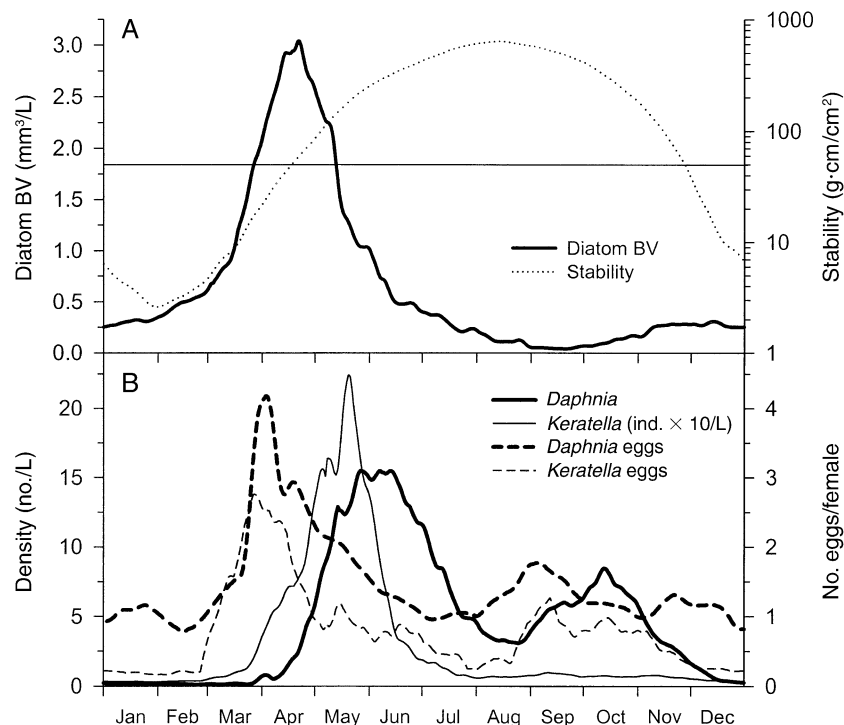 A
Diatom BV (mm³/L)
3.0
2.5
2.0
1.5
1.0
0.5
0.0
1000
100
10
1
Stability (g·cm/cm²)
Diatom BV
Stability
B
Density (no./L)
20
15
10
5
0
4
3
2
1
0
No. eggs/female
Daphnia
Keratella (ind. × 10/L)
Daphnia eggs
Keratella eggs
Jan Feb Mar Apr May Jun Jul Aug Sep Oct Nov Dec